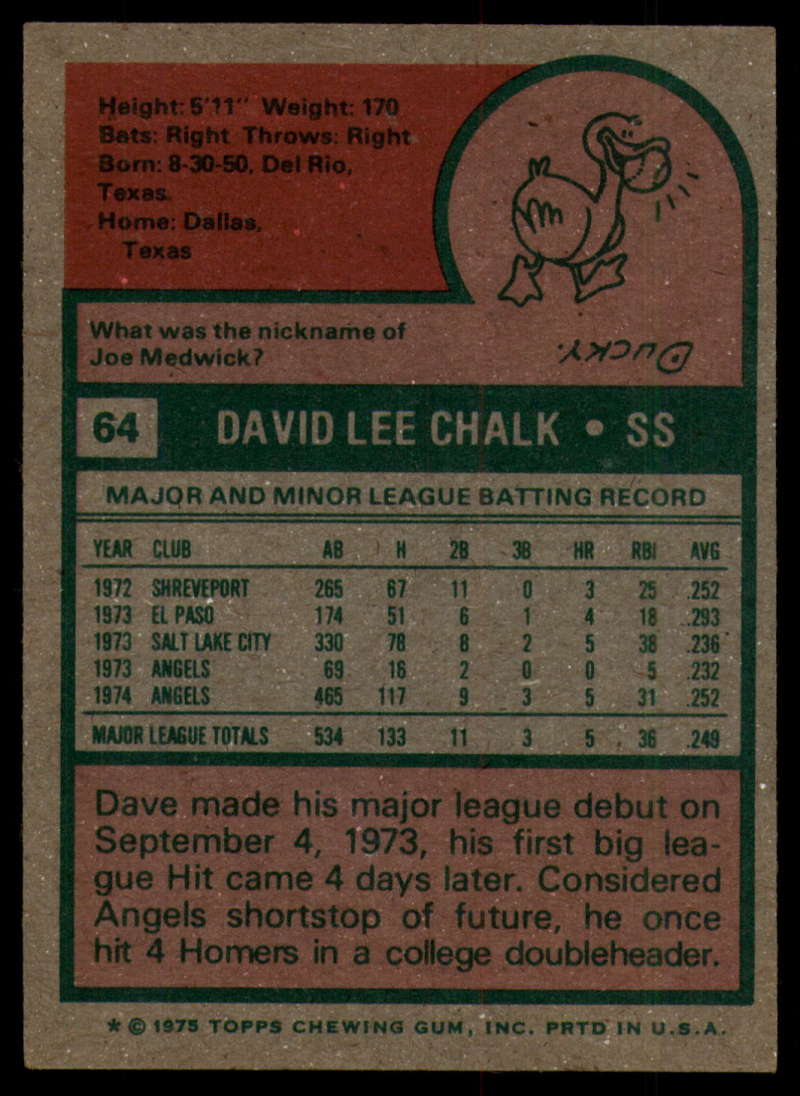 Height: 5'11" Weight: 170
Bats: Right Throws: Right
Born: 8-30-50, Del Rio,
Texas.
Home: Dallas,
Texas
What was the nickname of
Joe Medwick?
DUCKY.
64 DAVID LEE CHALK • SS
MAJOR AND MINOR LEAGUE BATTING RECORD
YEAR CLUB AB H 2B 3B HR RBI AVG
1972 SHREVEPORT 265 67 11 0 3 25 .252
1973 EL PASO 174 51 6 1 4 18 .293
1973 SALT LAKE CITY 330 78 8 2 5 38 .236
1973 ANGELS 69 16 2 0 0 5 .232
1974 ANGELS 465 117 9 3 5 31 .252
MAJOR LEAGUE TOTALS 534 133 11 3 5 36 .249
Dave made his major league debut on
September 4, 1973, his first big lea-
gue Hit came 4 days later. Considered
Angels shortstop of future, he once
hit 4 Homers in a college doubleheader.
* © 1975 TOPPS CHEWING GUM, INC. PRTD IN U.S.A.